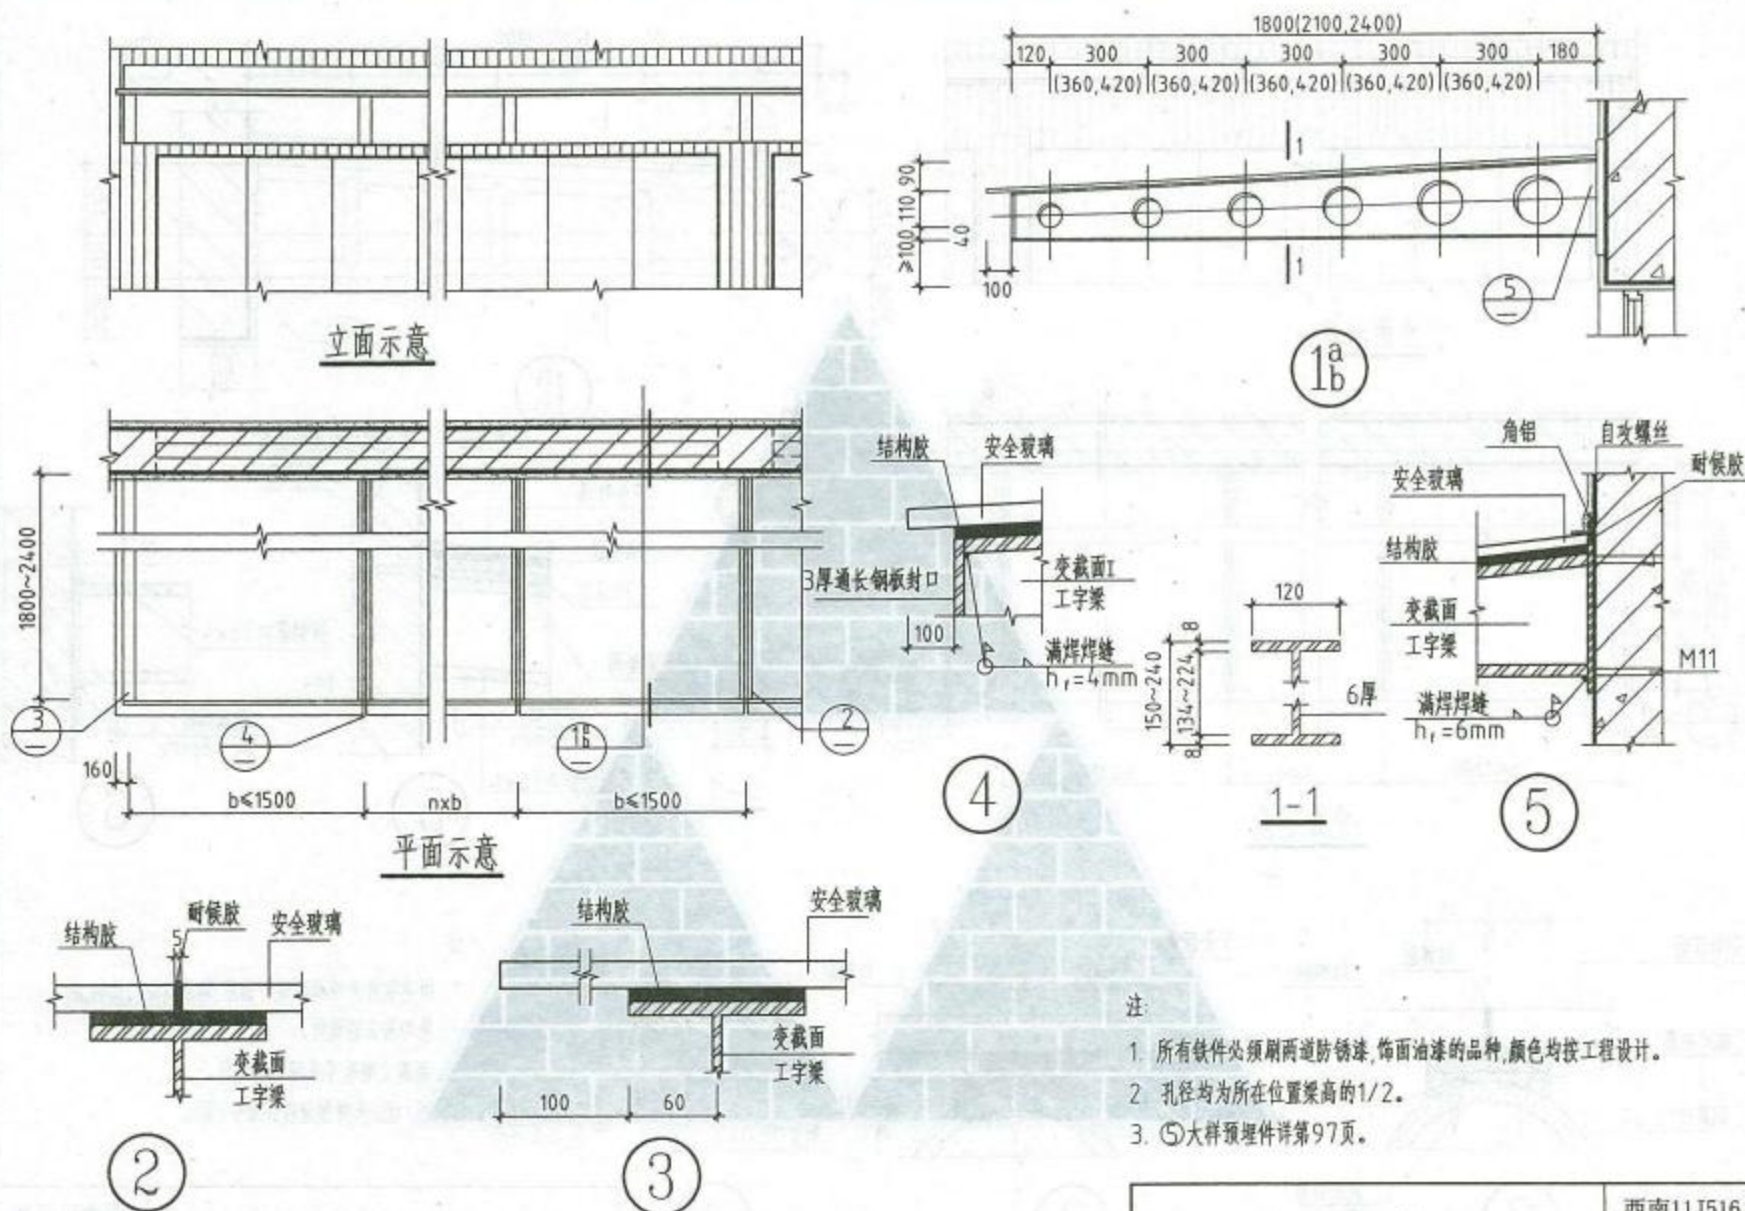 1800(2100,2400)
120 300 300 300 300 300 180
(360,420) (360,420) (360,420) (360,420) (360,420)
1
90
110
≥100
40
1
100
5
1 a b
立面示意
1800~2400
3
4
1 a b
2
160
b≤1500
n×b
b≤1500
平面示意
结构胶
安全玻璃
3厚通长钢板封口
变截面I
工字梁
100
满焊焊缝
hf=4mm
4
120
8
150~240
134~224
6厚
8
1-1
角铝
自攻螺丝
耐候胶
安全玻璃
结构胶
变截面
工字梁
M11
满焊焊缝
hf=6mm
5
结构胶
5
耐候胶
安全玻璃
变截面
工字梁
2
结构胶
安全玻璃
变截面
工字梁
100
60
3
注:
1. 所有铁件必须刷两道防锈漆,饰面油漆的品种,颜色均按工程设计。
2. 孔径均为所在位置梁高的1/2。
3. ⑤大样预埋件详第97页。
西南11J516